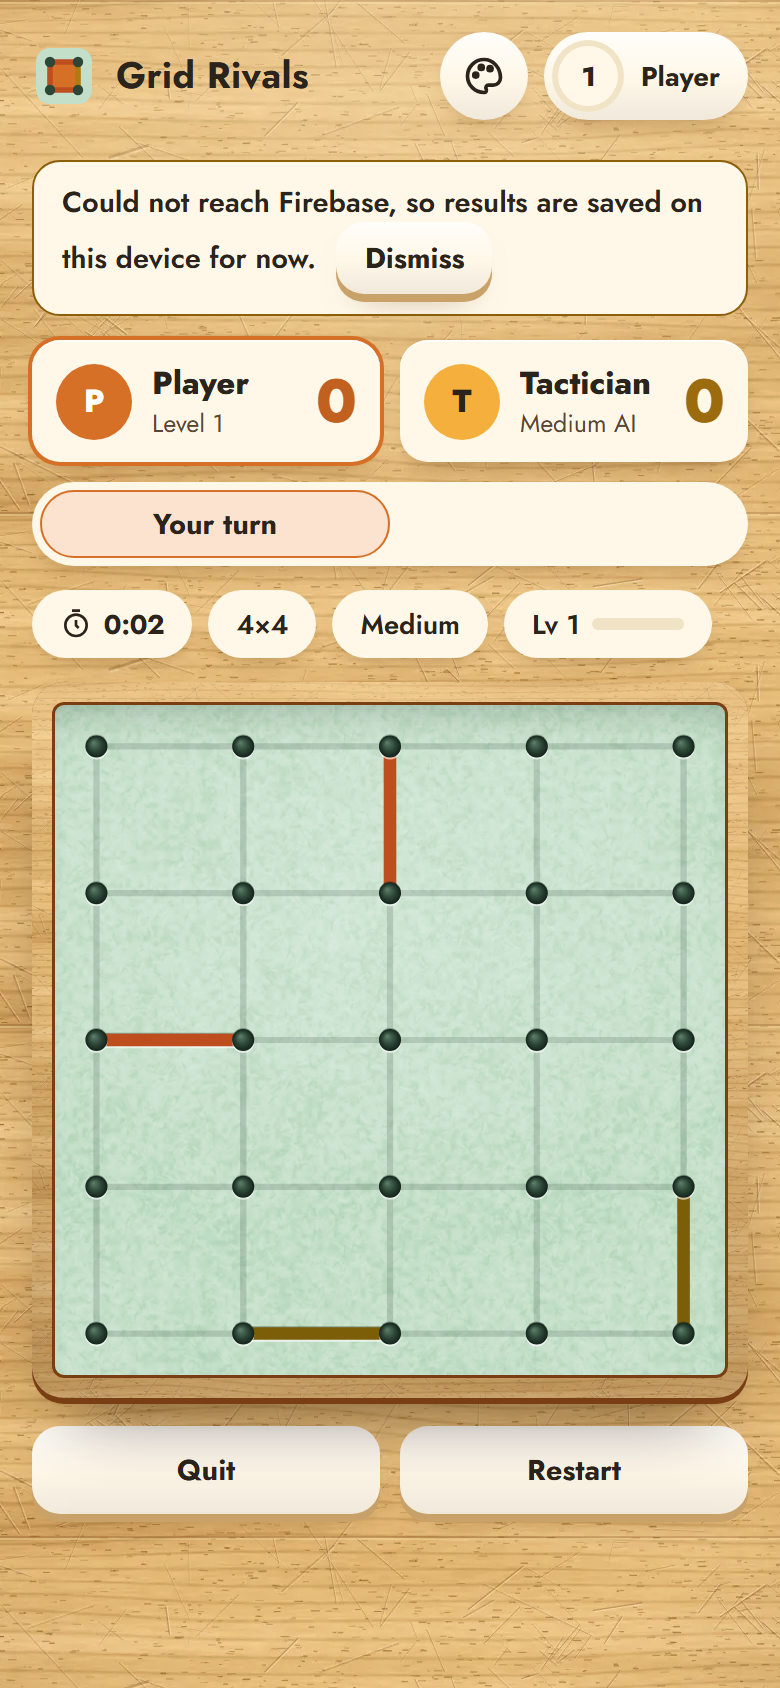 Grid Rivals
1 Player
Could not reach Firebase, so results are saved on
this device for now. Dismiss
P Player 0
Level 1
T Tactician 0
Medium AI
Your turn
0:02 4×4 Medium Lv 1
Quit Restart